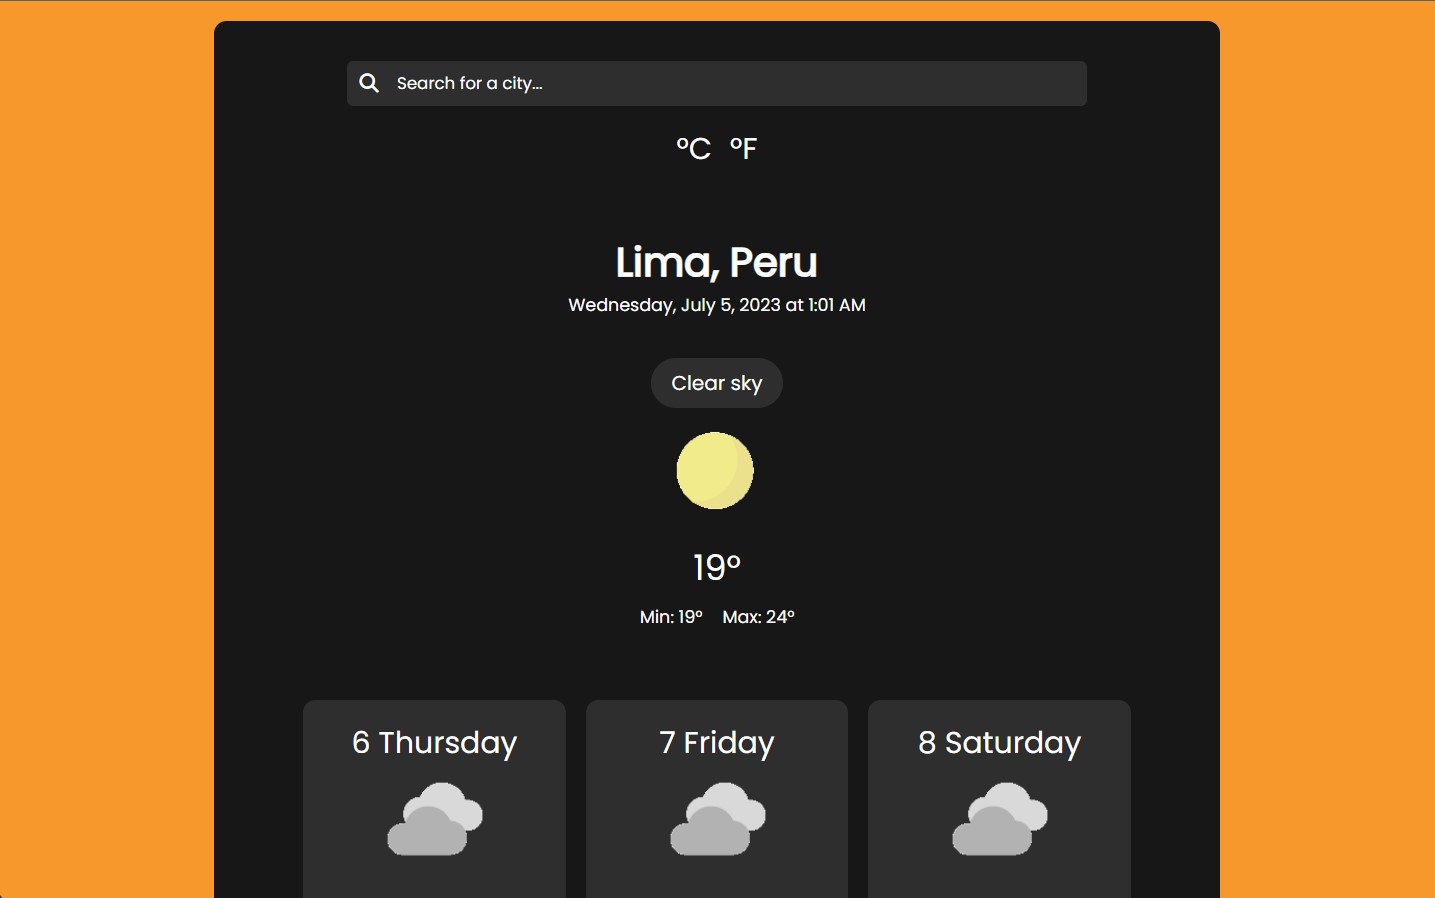 Search for a city...
°C °F
Lima, Peru
Wednesday, July 5, 2023 at 1:01 AM
Clear sky
19°
Min: 19° Max: 24°
6 Thursday
7 Friday
8 Saturday